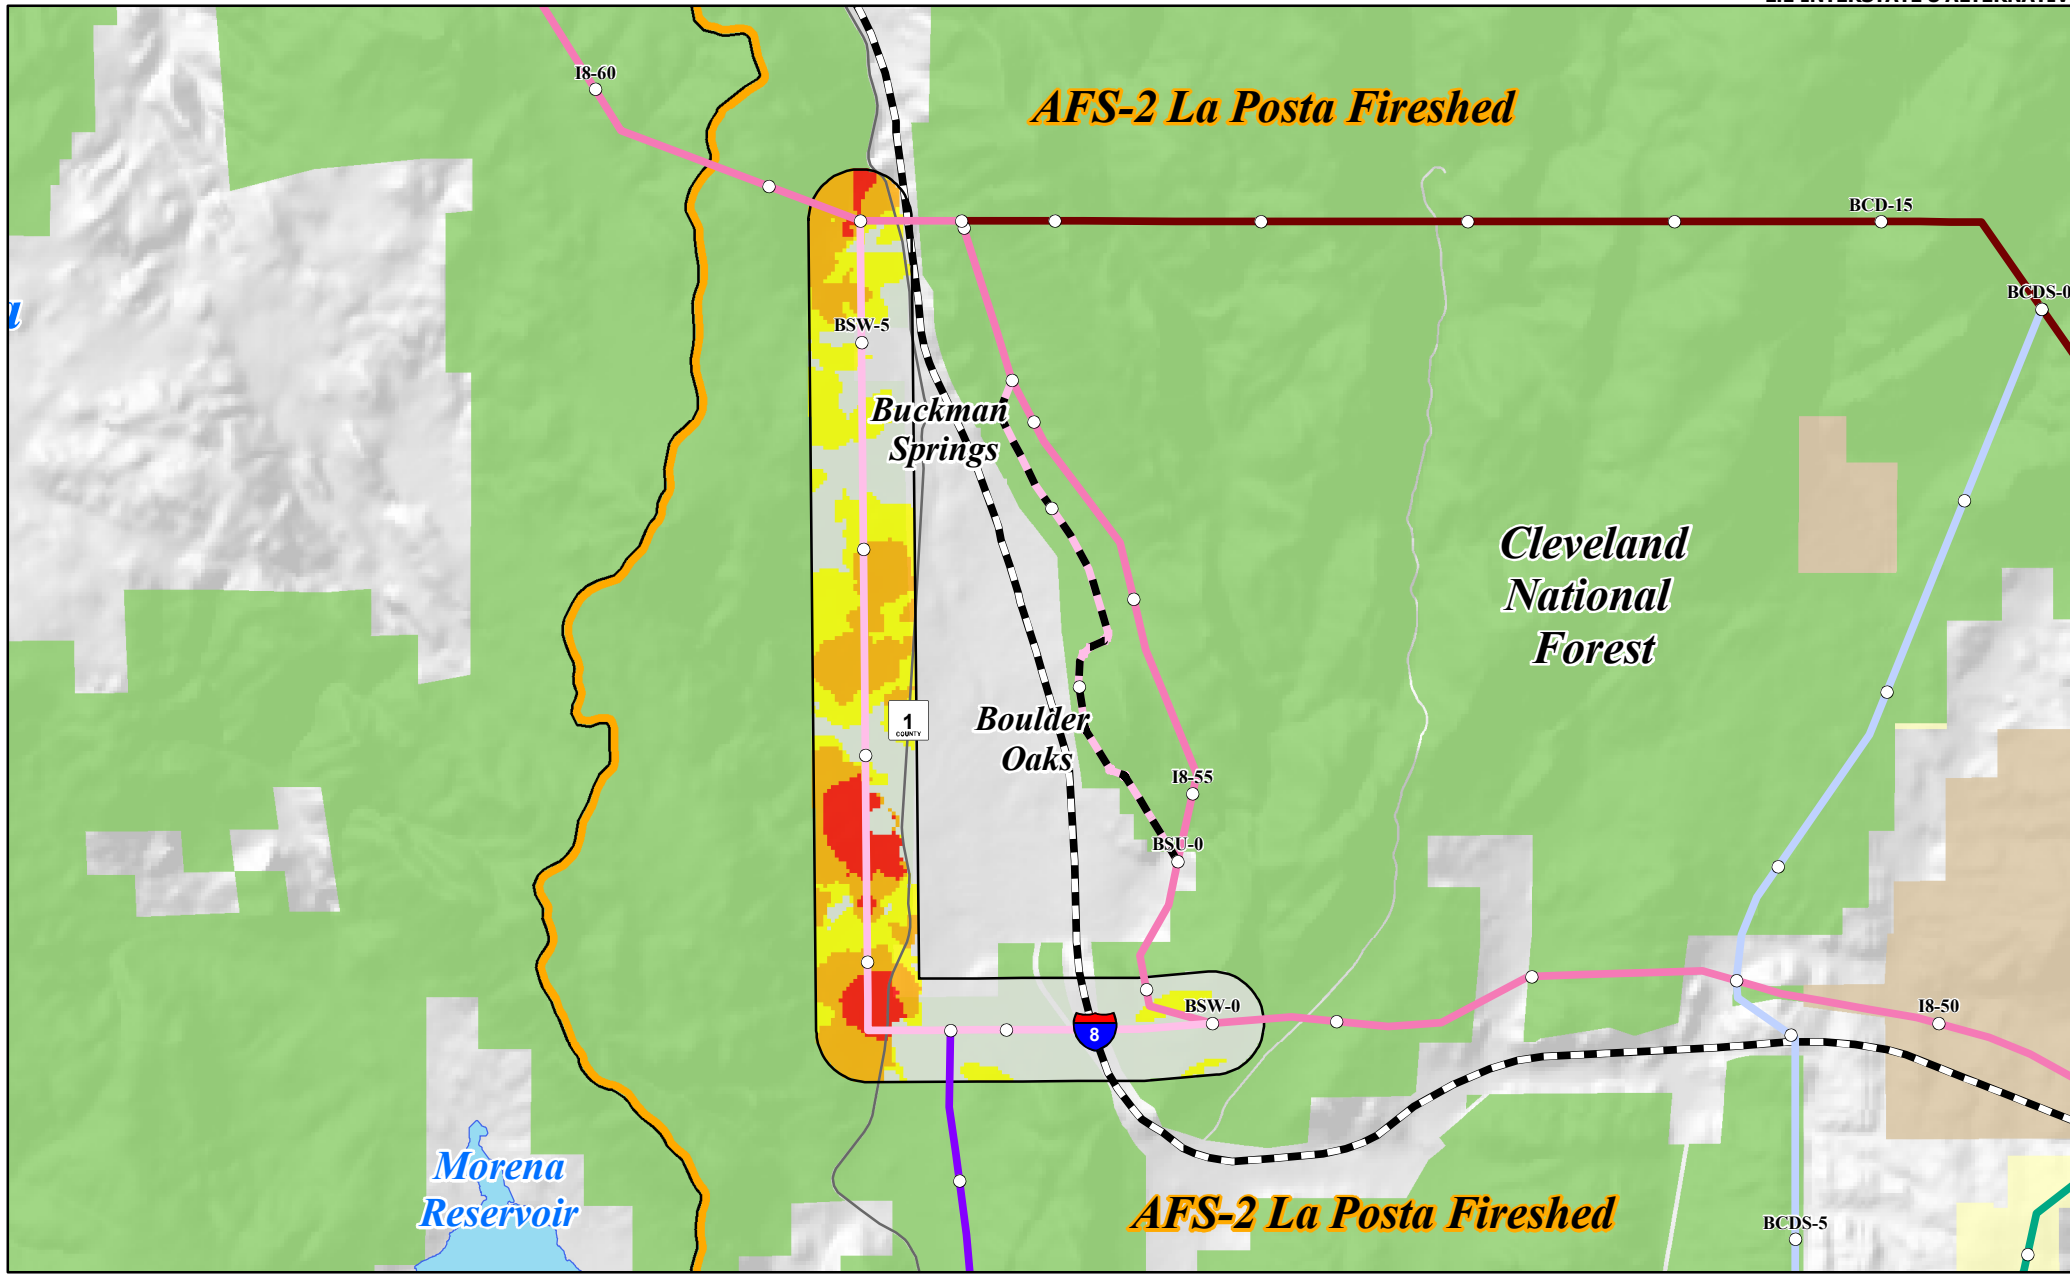 I8-60
AFS-2 La Posta Fireshed
BCD-15
BCDS-0
BSW-5
Buckman
Springs
Cleveland
National
Forest
1
COUNTY
Boulder
Oaks
I8-55
BSU-0
BSW-0
I8-50
8
Morena
Reservoir
AFS-2 La Posta Fireshed
BCDS-5